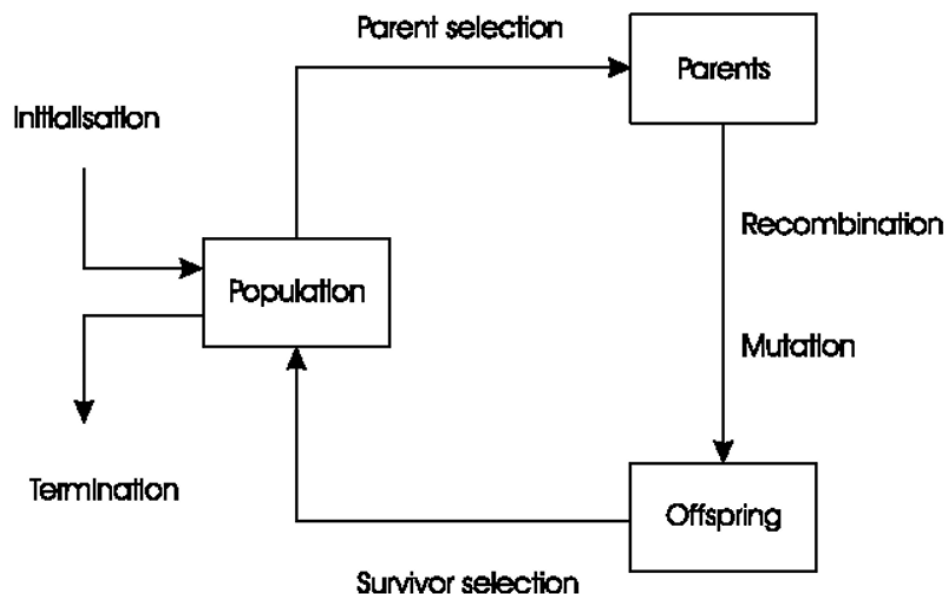 Parent selection
Parents
Initialisation
Recombination
Population
Mutation
Termination
Offspring
Survivor selection